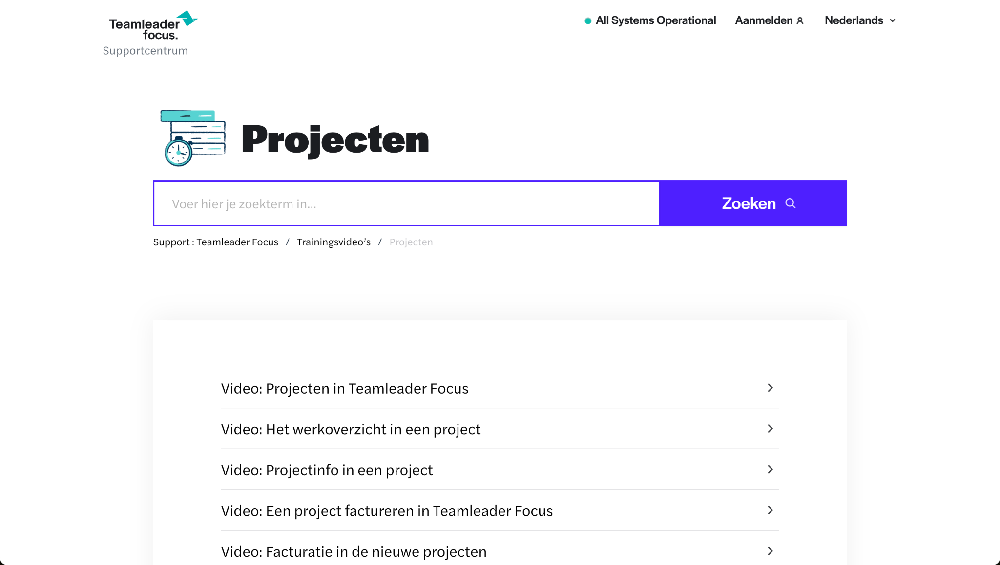 Teamleader
focus.
Supportcentrum
All Systems Operational
Aanmelden
Nederlands
Projecten
Voer hier je zoekterm in...
Zoeken
Support : Teamleader Focus / Trainingsvideo’s / Projecten
Video: Projecten in Teamleader Focus
Video: Het werkoverzicht in een project
Video: Projectinfo in een project
Video: Een project factureren in Teamleader Focus
Video: Facturatie in de nieuwe projecten